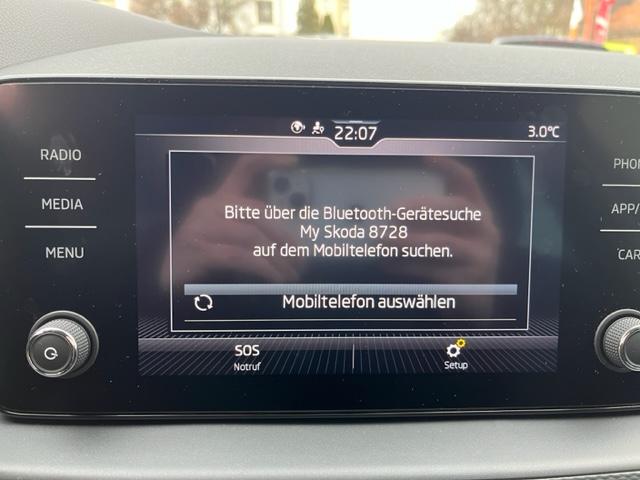 22:07
3.0°C
RADIO
MEDIA
MENU
PHON
APP/
CAR
Bitte über die Bluetooth-Gerätesuche
My Skoda 8728
auf dem Mobiltelefon suchen.
Mobiltelefon auswählen
SOS
Notruf
Setup